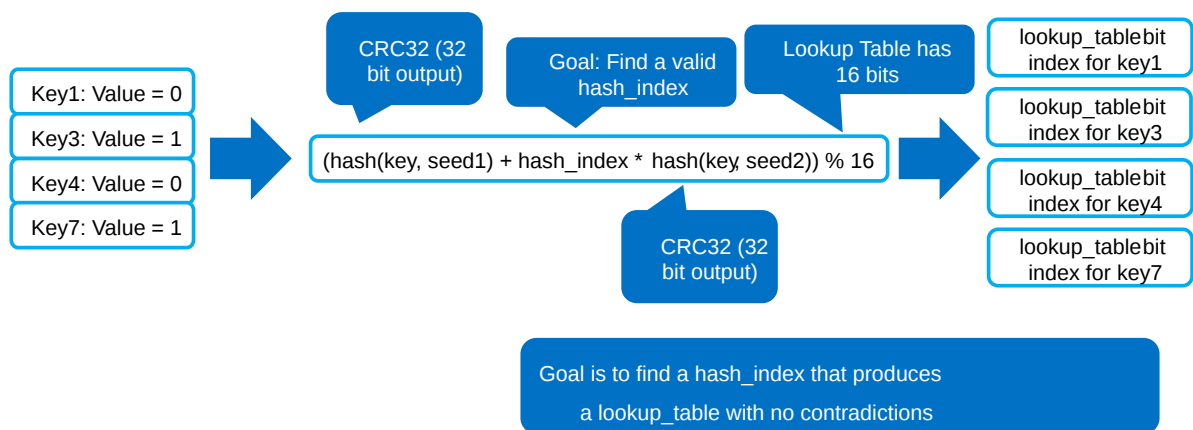 CRC32 (32
bit output)
Goal: Find a valid
hash_index
Lookup Table has
16 bits
lookup_tablebit
index for key1
Key1: Value = 0
Key3: Value = 1
Key4: Value = 0
Key7: Value = 1
(hash(key, seed1) + hash_index * hash(key, seed2)) % 16
lookup_tablebit
index for key3
lookup_tablebit
index for key4
lookup_tablebit
index for key7
CRC32 (32
bit output)
Goal is to find a hash_index that produces
a lookup_table with no contradictions